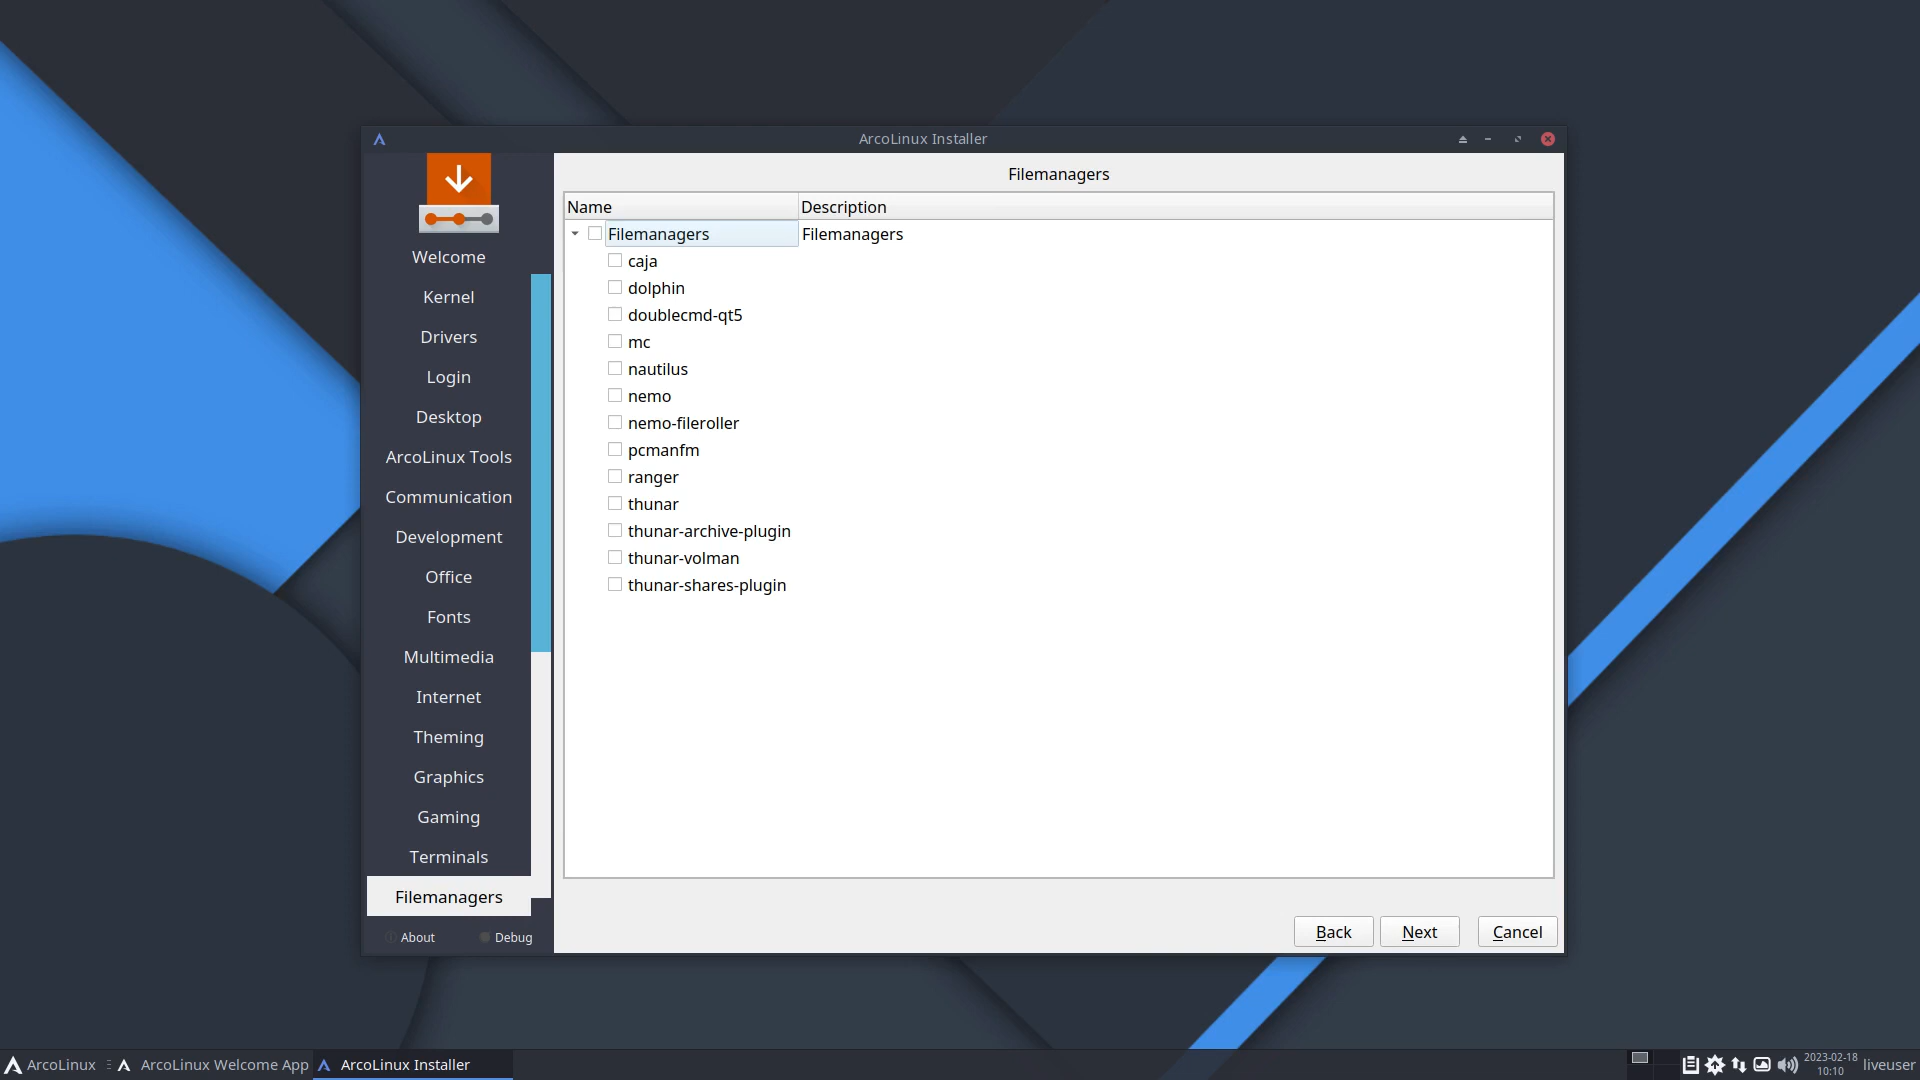 ArcoLinux Installer
Filemanagers
Name Description
Filemanagers Filemanagers
caja
dolphin
doublecmd-qt5
mc
nautilus
nemo
nemo-fileroller
pcmanfm
ranger
thunar
thunar-archive-plugin
thunar-volman
thunar-shares-plugin
Welcome
Kernel
Drivers
Login
Desktop
ArcoLinux Tools
Communication
Development
Office
Fonts
Multimedia
Internet
Theming
Graphics
Gaming
Terminals
Filemanagers
About Debug
Back Next Cancel
ArcoLinux ArcoLinux Welcome App ArcoLinux Installer
2023-02-18
10:10
liveuser